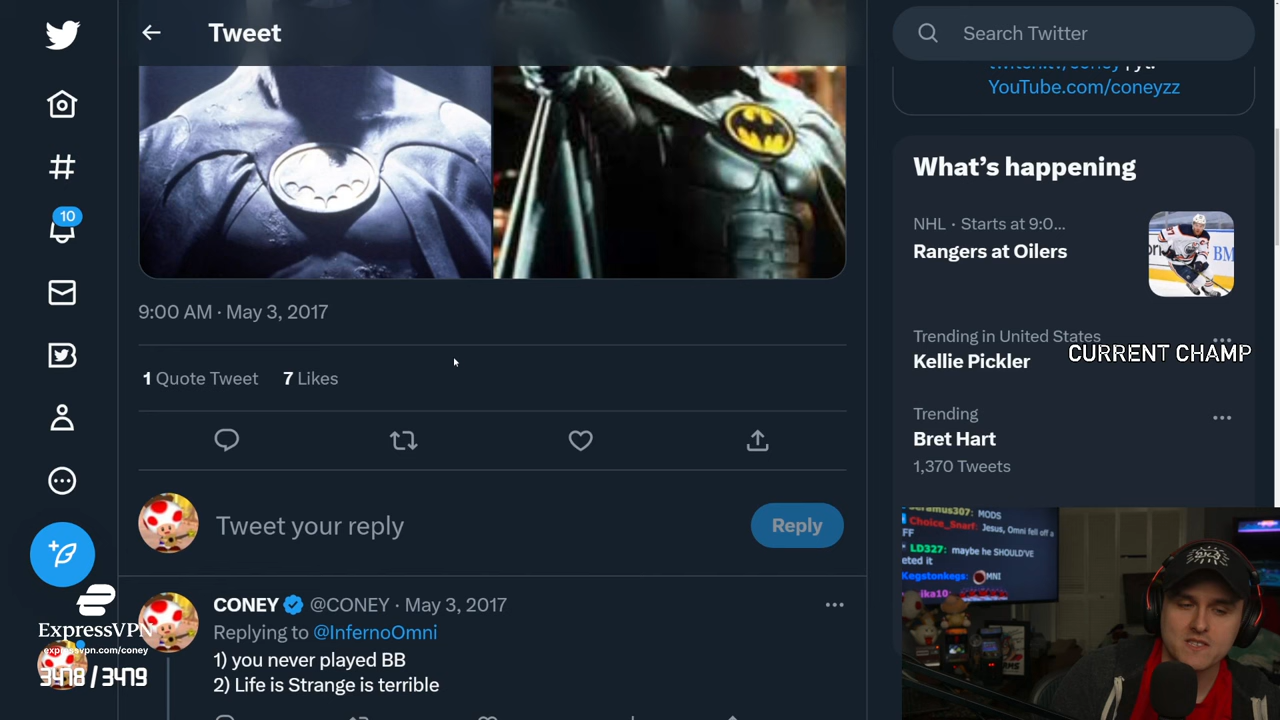 Tweet
Search Twitter
YouTube.com/coneyzz
What's happening
NHL · Starts at 9:0...
Rangers at Oilers
Trending in United States
Kellie Pickler
CURRENT CHAMP
Trending
Bret Hart
1,370 Tweets
10
9:00 AM · May 3, 2017
1 Quote Tweet 7 Likes
Tweet your reply
Reply
CONEY @CONEY · May 3, 2017
Replying to @InfernoOmni
1) you never played BB
2) Life is Strange is terrible
ExpressVPN
expressvpn.com/coney
3478 / 3479
MODS
Choice_Snarf: Jesus, Omni fell off a
FF
LD327: maybe he SHOULD'VE
eted it
Kegstonkegs: OMNI